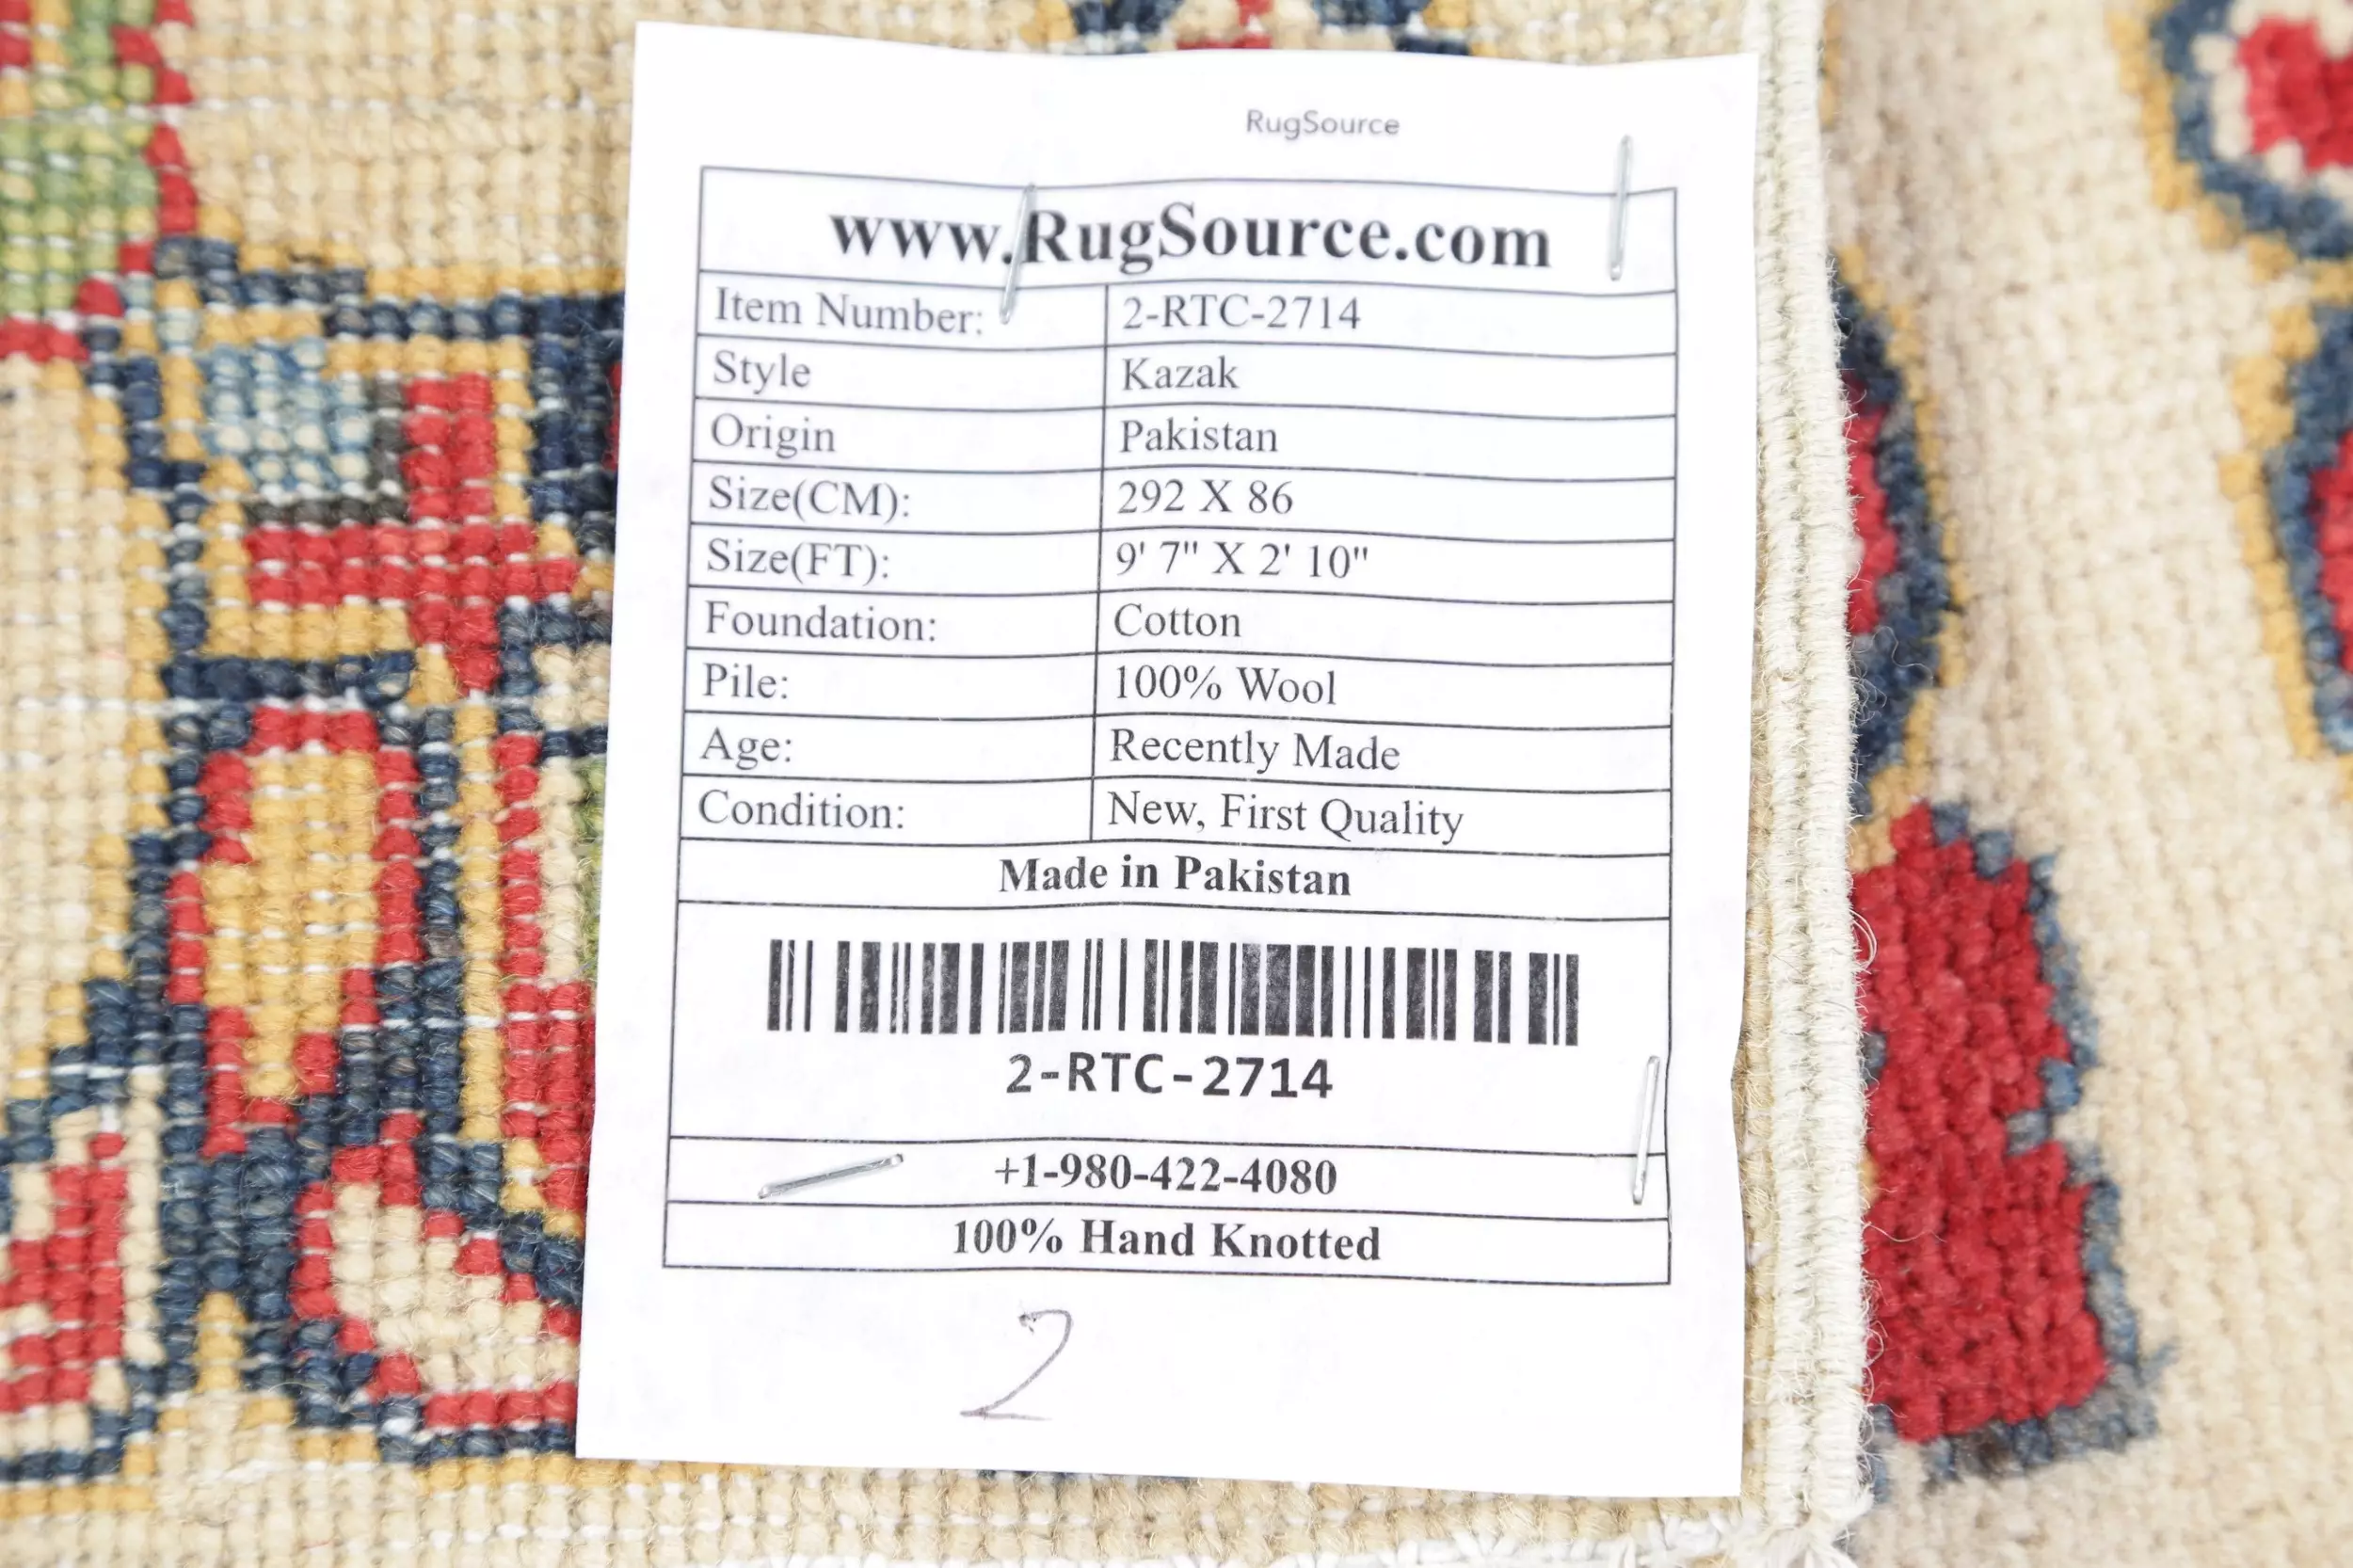 RugSource
www.RugSource.com
Item Number: 2-RTC-2714
Style Kazak
Origin Pakistan
Size(CM): 292 X 86
Size(FT): 9' 7" X 2' 10"
Foundation: Cotton
Pile: 100% Wool
Age: Recently Made
Condition: New, First Quality
Made in Pakistan
2-RTC-2714
+1-980-422-4080
100% Hand Knotted
2